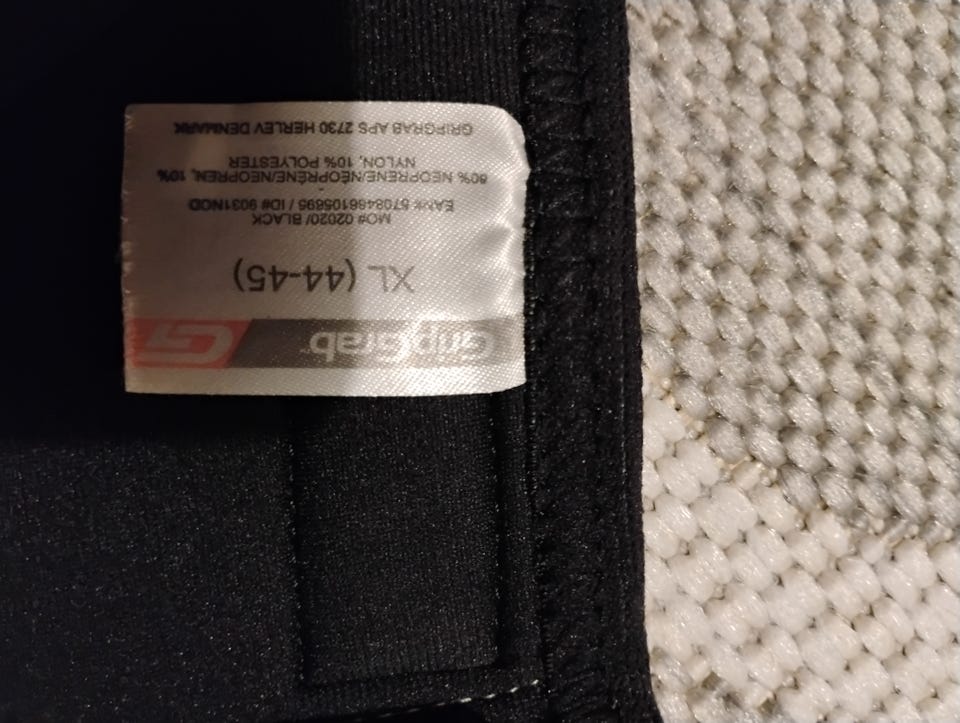 GripGrab
XL (44-45)
MO# 02020/ BLACK
EAN# 5708486105695 / ID# 9031NOD
80% NEOPRENE/NÉOPRÈNE/NEOPREN, 10%
NYLON, 10% POLYESTER
GRIPGRAB APS 2730 HERLEV DENMARK